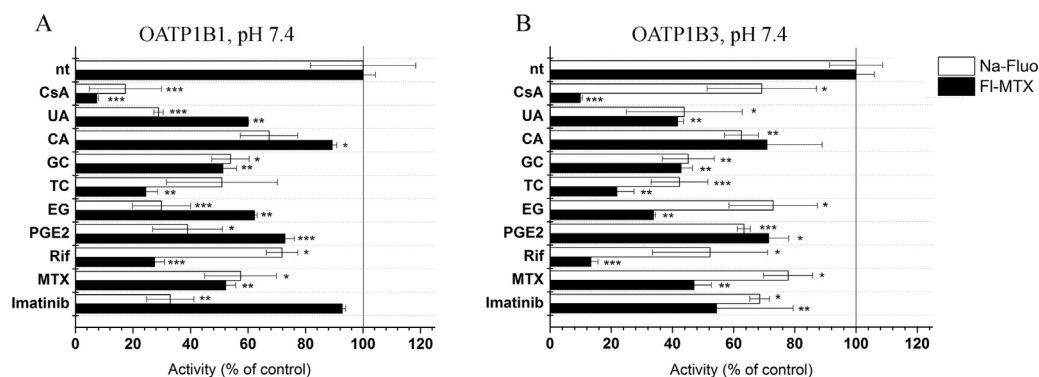 A
OATP1B1, pH 7.4
nt
CsA ***
***
UA ***
**
CA
*
GC *
**
TC
**
EG ***
**
PGE2 *
***
Rif *
***
MTX *
**
Imatinib **
0 20 40 60 80 100 120
Activity (% of control)
B
OATP1B3, pH 7.4
nt
CsA *
***
UA *
**
CA **
GC **
**
TC ***
**
EG *
**
PGE2 ***
*
Rif *
***
MTX *
**
Imatinib *
**
0 20 40 60 80 100 120
Activity (% of control)
Na-Fluo
Fl-MTX